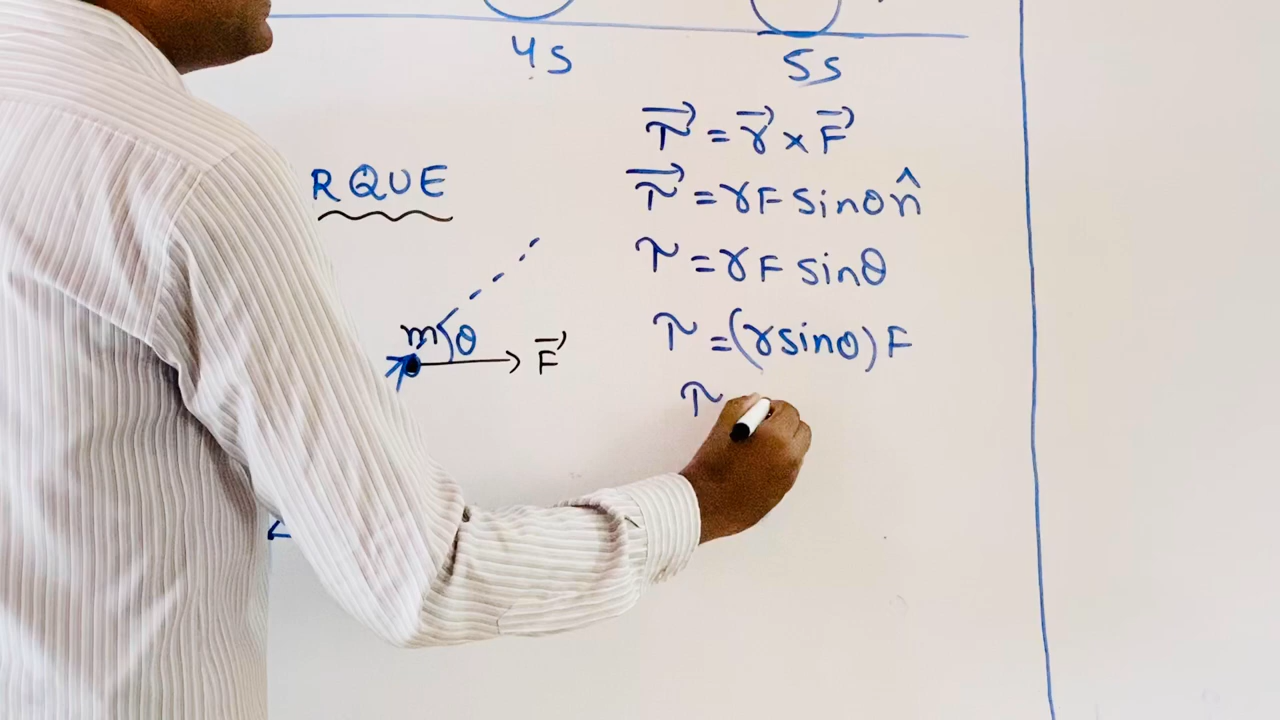 4s 5s
τ⃗ = r⃗ × F⃗
τ⃗ = rF sinθ n̂
RQUE
τ = rF sinθ
m θ F⃗
τ = (r sinθ) F
τ